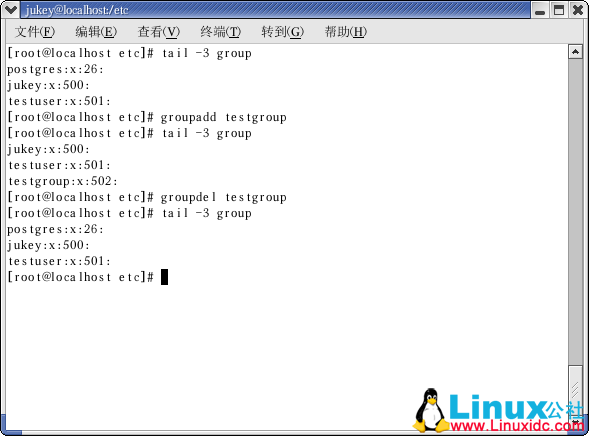 jukey@localhost:/etc
文件(F) 编辑(E) 查看(V) 终端(T) 转到(G) 帮助(H)
[root@localhost etc]# tail -3 group
postgres:x:26:
jukey:x:500:
testuser:x:501:
[root@localhost etc]# groupadd testgroup
[root@localhost etc]# tail -3 group
jukey:x:500:
testuser:x:501:
testgroup:x:502:
[root@localhost etc]# groupdel testgroup
[root@localhost etc]# tail -3 group
postgres:x:26:
jukey:x:500:
testuser:x:501:
[root@localhost etc]#
Linux公社
www.Linuxidc.com